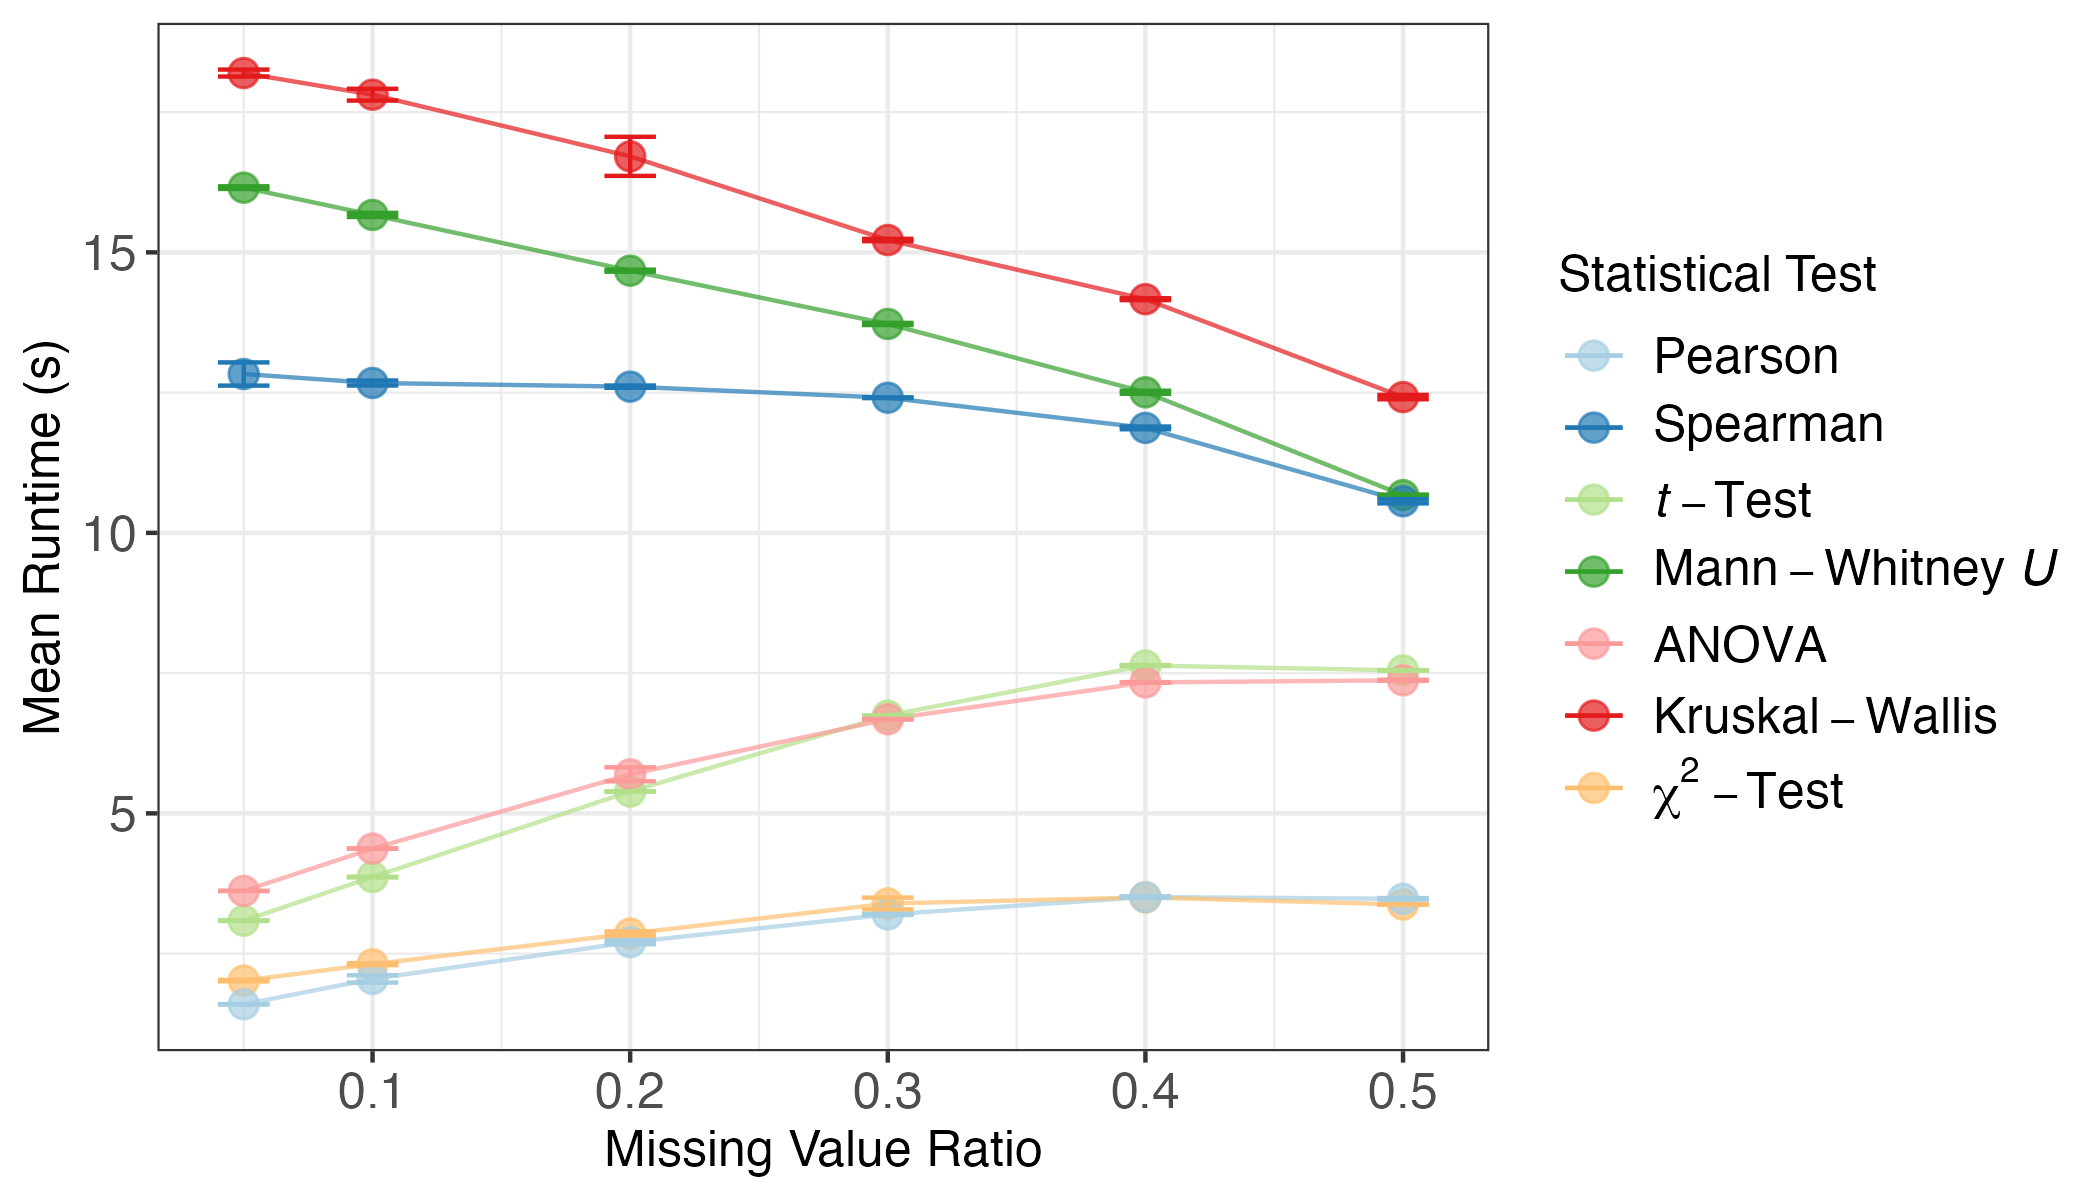 Mean Runtime (s)
15
10
5
0.1 0.2 0.3 0.4 0.5
Missing Value Ratio
Statistical Test
Pearson
Spearman
t – Test
Mann – Whitney U
ANOVA
Kruskal – Wallis
χ² – Test